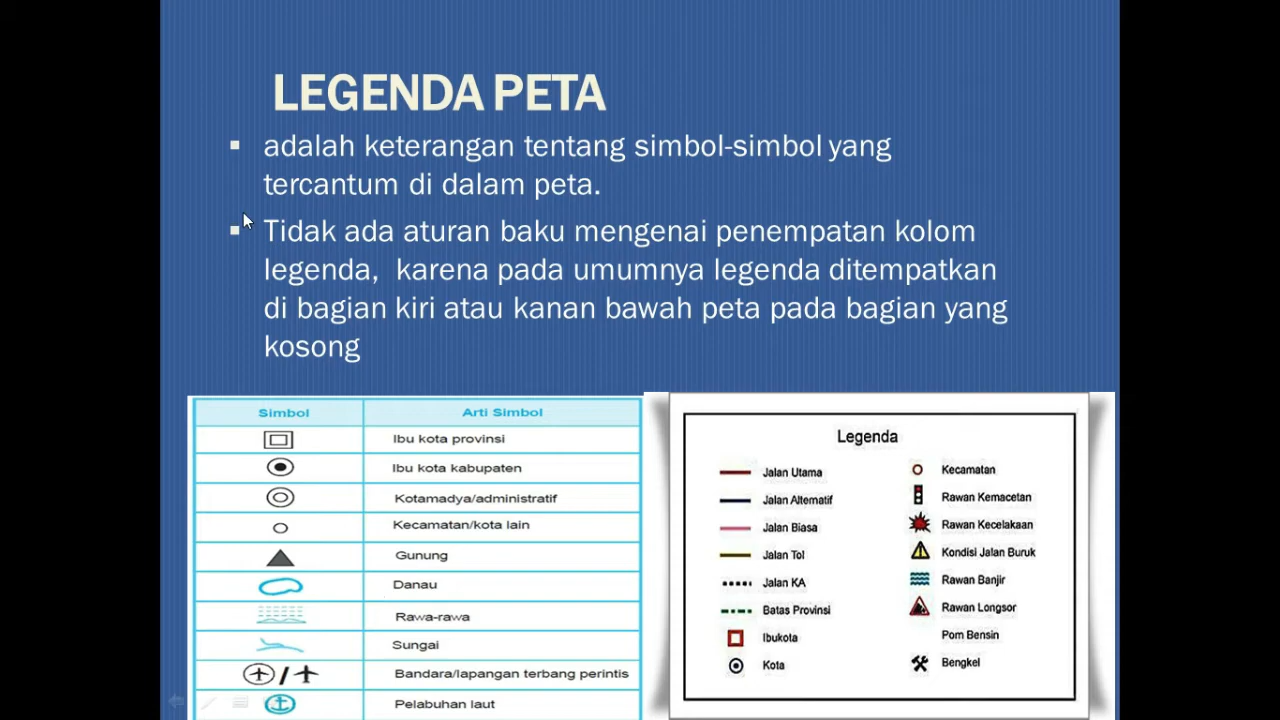 LEGENDA PETA
adalah keterangan tentang simbol-simbol yang
tercantum di dalam peta.
Tidak ada aturan baku mengenai penempatan kolom
legenda, karena pada umumnya legenda ditempatkan
di bagian kiri atau kanan bawah peta pada bagian yang
kosong
Simbol Arti Simbol
Ibu kota provinsi
Ibu kota kabupaten
Kotamadya/administratif
Kecamatan/kota lain
Gunung
Danau
Rawa-rawa
Sungai
Bandara/lapangan terbang perintis
Pelabuhan laut
Legenda
Jalan Utama
Jalan Alternatif
Jalan Biasa
Jalan Tol
Jalan KA
Batas Provinsi
Ibukota
Kota
Kecamatan
Rawan Kemacetan
Rawan Kecelakaan
Kondisi Jalan Buruk
Rawan Banjir
Rawan Longsor
Pom Bensin
Bengkel